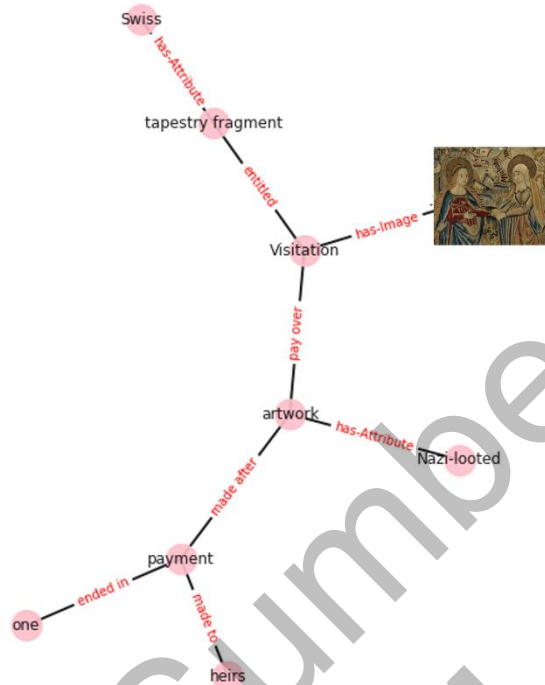 Swiss
has-Attribute
tapestry fragment
entitled
has-Image
Visitation
pay over
artwork
has-Attribute
Nazi-looted
made after
payment
ended in
made to
one
heirs